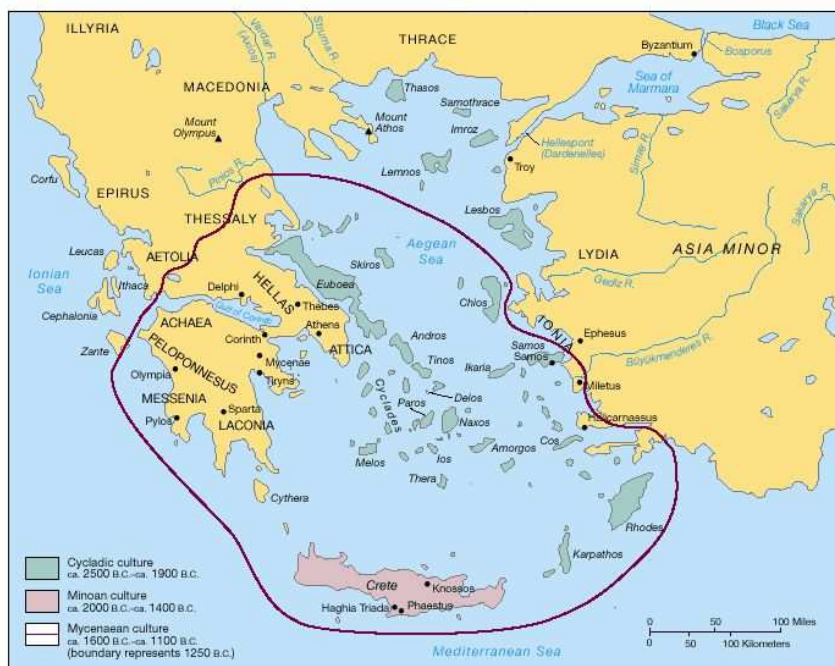 ILLYRIA
Vardar R.
(Axios)
Struma R.
THRACE
Black Sea
Byzantium
Bosporus
Sea of
Marmara
MACEDONIA
Thasos
Samothrace
Mount
Athos
Imroz
Hellespont
(Dardenelles)
Simav R.
Sakarya R.
Mount
Olympus
Lemnos
Troy
Corfu
EPIRUS
Pinios R.
Sakarya R.
THESSALY
Lesbos
LYDIA
ASIA MINOR
Aegean
Sea
Leucas
AETOLIA
Skiros
Gediz R.
Ionian
Sea
Ithaca
Delphi
HELLAS
Euboea
Chios
Thebes
Cephalonia
Gulf of Corinth
ACHAEA
Athens
Andros
IONIA
Ephesus
Zante
Corinth
ATTICA
Samos
Samos
Büyükmenderes R.
PELOPONNESUS
Mycenae
Tinos
Ikaria
Olympia
Tiryns
Delos
Miletus
Cyclades
MESSENIA
Paros
Sparta
Naxos
Halicarnassus
Pylos
LACONIA
Cos
Amorgos
Melos
Ios
Thera
Cythera
Rhodes
Karpathos
Cycladic culture
ca. 2500 B.C.–ca. 1900 B.C.
Crete
Knossos
Minoan culture
ca. 2000 B.C.–ca. 1400 B.C.
Haghia Triada
Phaestus
Mycenaean culture
ca. 1600 B.C.–ca. 1100 B.C.
(boundary represents 1250 B.C.)
0 50 100 Miles
0 50 100 Kilometers
Mediterranean Sea